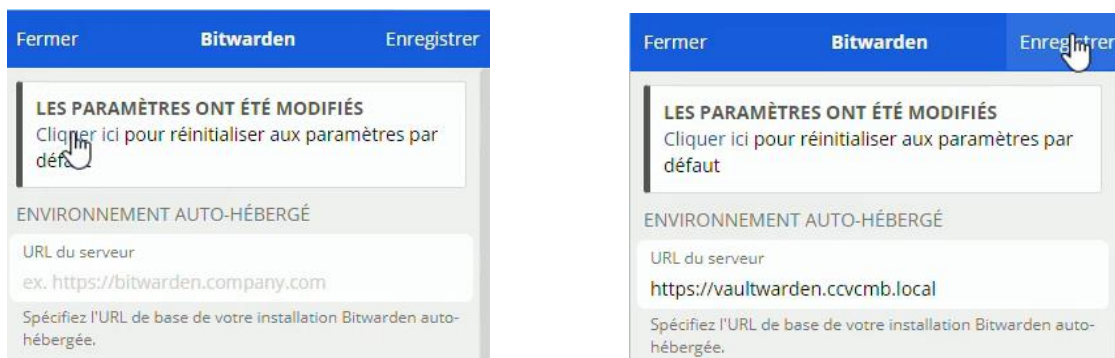 Fermer Bitwarden Enregistrer
LES PARAMÈTRES ONT ÉTÉ MODIFIÉS
Cliquer ici pour réinitialiser aux paramètres par
défaut
ENVIRONNEMENT AUTO-HÉBERGÉ
URL du serveur
ex. https://bitwarden.company.com
Spécifiez l'URL de base de votre installation Bitwarden auto-
hébergée.
Fermer Bitwarden Enregistrer
LES PARAMÈTRES ONT ÉTÉ MODIFIÉS
Cliquer ici pour réinitialiser aux paramètres par
défaut
ENVIRONNEMENT AUTO-HÉBERGÉ
URL du serveur
https://vaultwarden.ccvcmb.local
Spécifiez l'URL de base de votre installation Bitwarden auto-
hébergée.